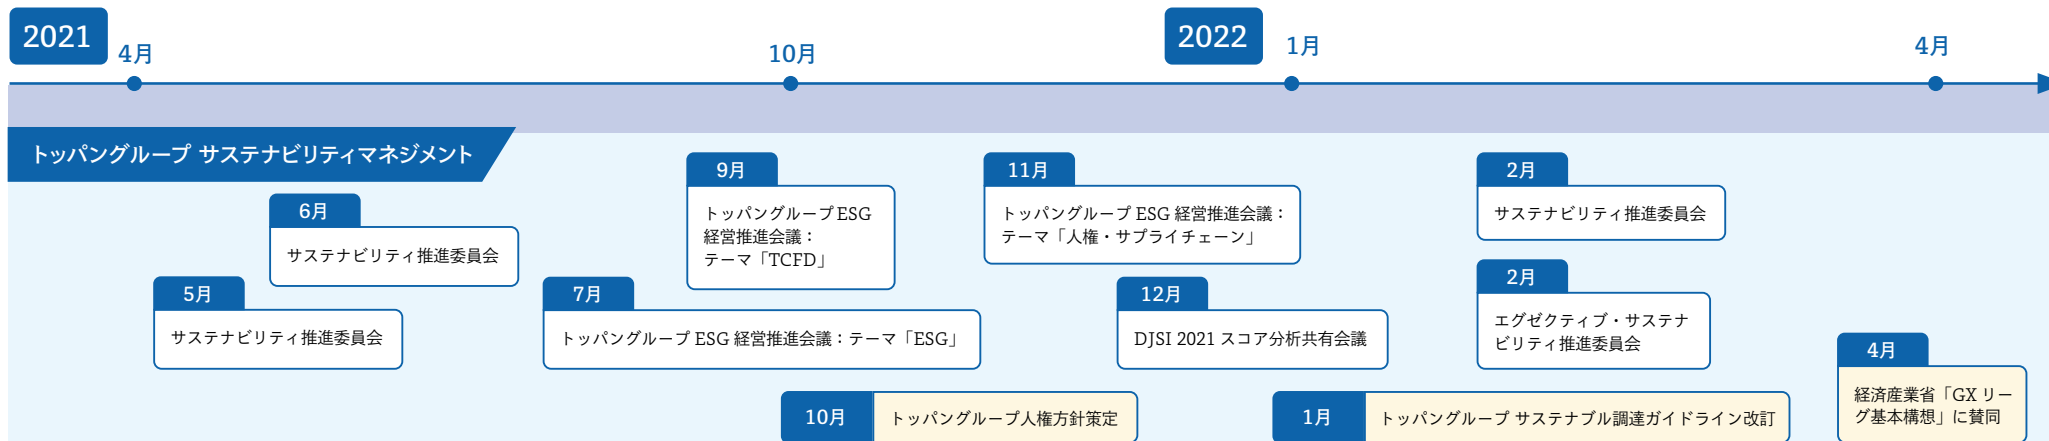 2021
4月
10月
2022
1月
4月
トッパングループ サステナビリティマネジメント
5月
サステナビリティ推進委員会
6月
サステナビリティ推進委員会
7月
トッパングループ ESG 経営推進会議：テーマ「ESG」
9月
トッパングループ ESG
経営推進会議：
テーマ「TCFD」
10月
トッパングループ人権方針策定
11月
トッパングループ ESG 経営推進会議：
テーマ「人権・サプライチェーン」
12月
DJSI 2021 スコア分析共有会議
1月
トッパングループ サステナブル調達ガイドライン改訂
2月
サステナビリティ推進委員会
2月
エグゼクティブ・サステナ
ビリティ推進委員会
4月
経済産業省「GX リー
グ基本構想」に賛同